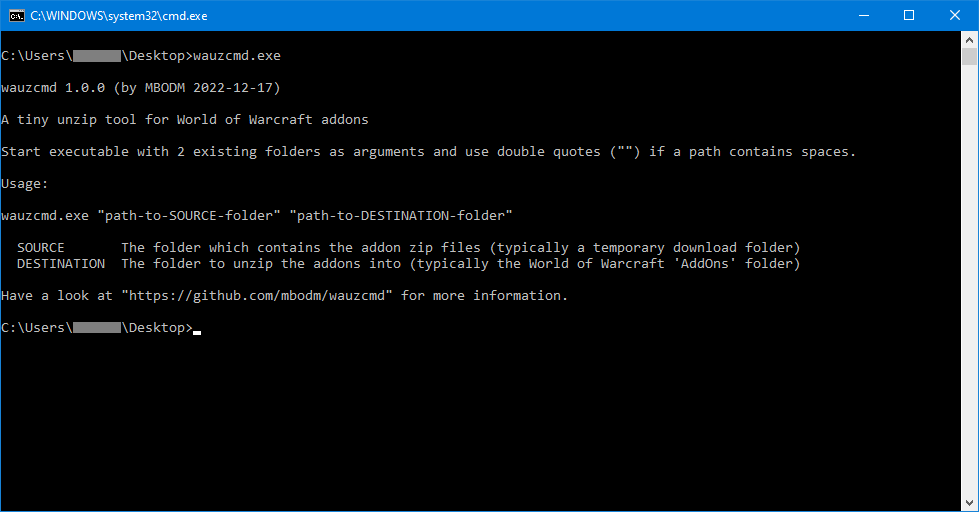 C:\WINDOWS\system32\cmd.exe
C:\Users\ \Desktop>wauzcmd.exe
wauzcmd 1.0.0 (by MBODM 2022-12-17)
A tiny unzip tool for World of Warcraft addons
Start executable with 2 existing folders as arguments and use double quotes ("") if a path contains spaces.
Usage:
wauzcmd.exe "path-to-SOURCE-folder" "path-to-DESTINATION-folder"
SOURCE       The folder which contains the addon zip files (typically a temporary download folder)
DESTINATION  The folder to unzip the addons into (typically the World of Warcraft 'AddOns' folder)
Have a look at "https://github.com/mbodm/wauzcmd" for more information.
C:\Users\ \Desktop>